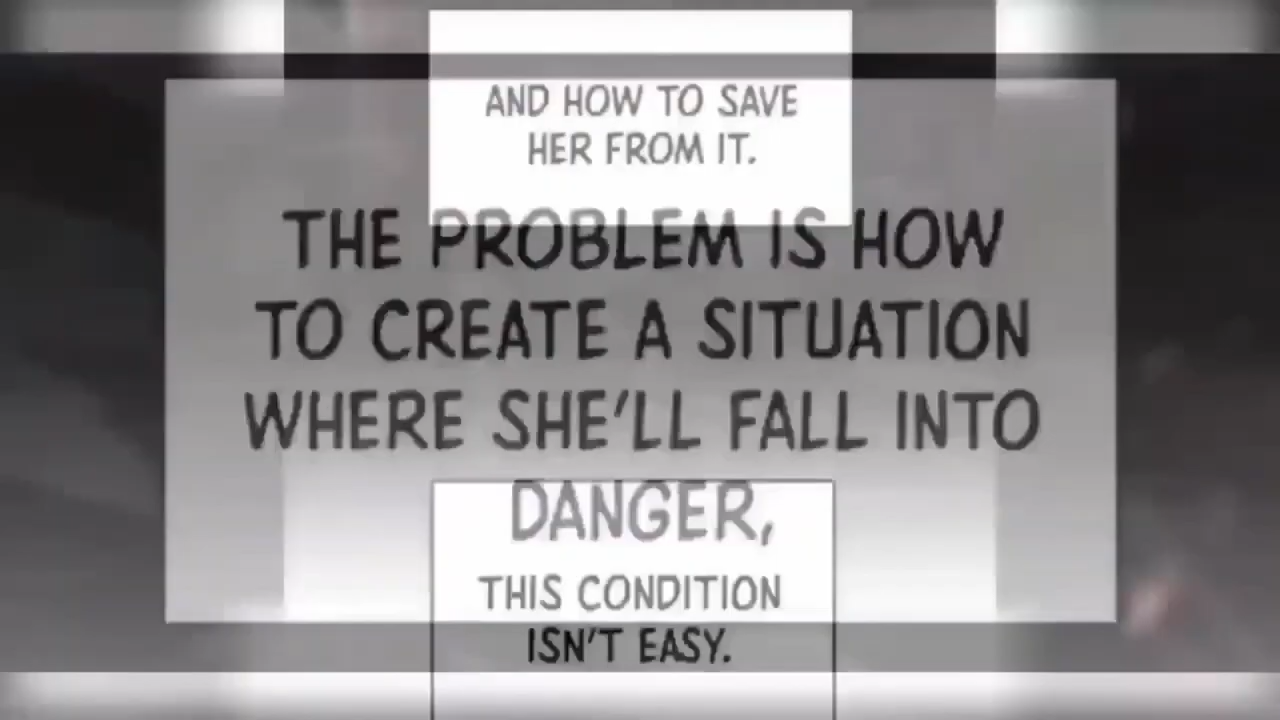 AND HOW TO SAVE
HER FROM IT.
THE PROBLEM IS HOW
TO CREATE A SITUATION
WHERE SHE'LL FALL INTO
DANGER,
THIS CONDITION
ISN'T EASY.